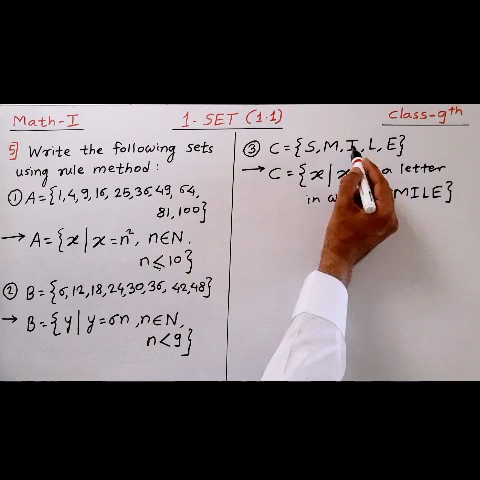 Math-I
1-SET (1.1)
Class-9th
5) Write the following sets
using rule method:
① A={1,4,9,16,25,36,49,64,
81,100}
→ A={x | x=n², n∈N,
n≤10}
② B={6,12,18,24,30,36,42,48}
→ B={y | y=6n, n∈N,
n<9}
③ C={S,M,I,L,E}
→ C={x | x a letter
in MILE}